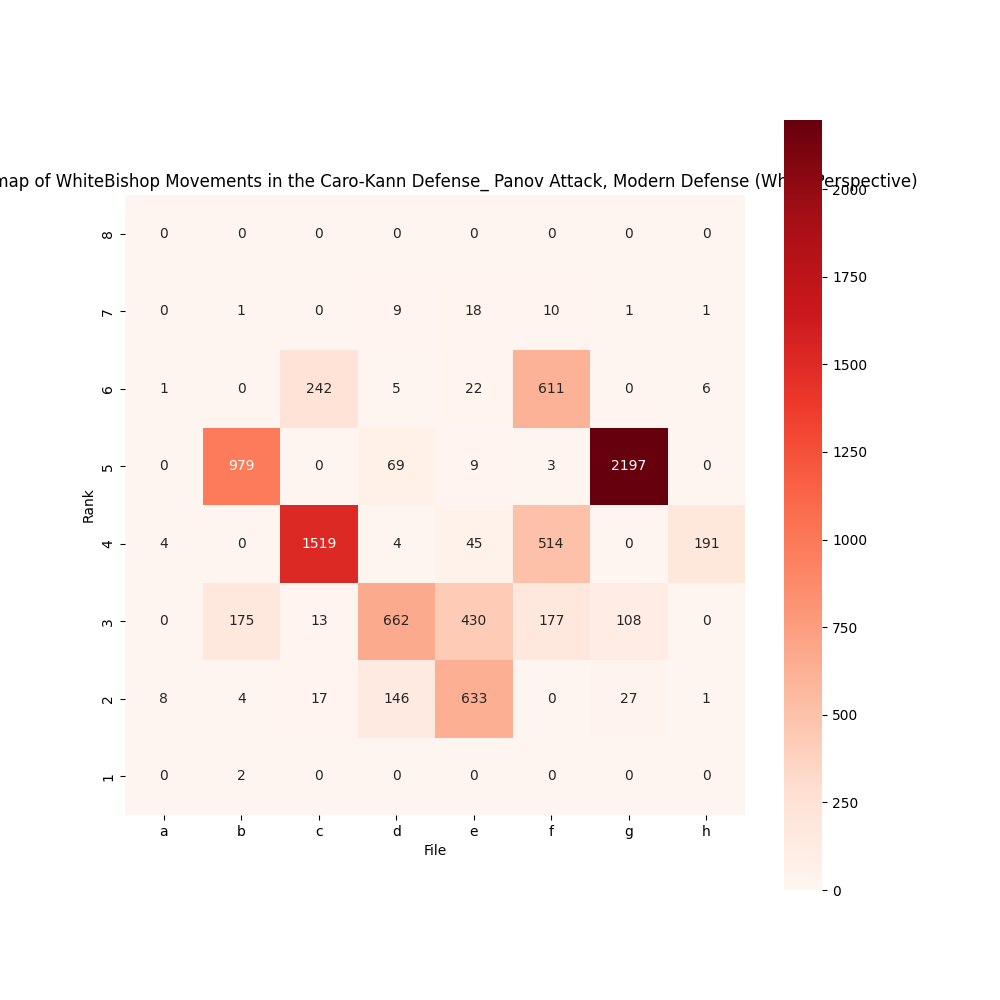 map of WhiteBishop Movements in the Caro-Kann Defense_ Panov Attack, Modern Defense (Wh Perspective)
8 0 0 0 0 0 0 0 0
7 0 1 0 9 18 10 1 1
6 1 0 242 5 22 611 0 6
5 0 979 0 69 9 3 2197 0
4 4 0 1519 4 45 514 0 191
3 0 175 13 662 430 177 108 0
2 8 4 17 146 633 0 27 1
1 0 2 0 0 0 0 0 0
a b c d e f g h
File
Rank
2000
1750
1500
1250
1000
750
500
250
0